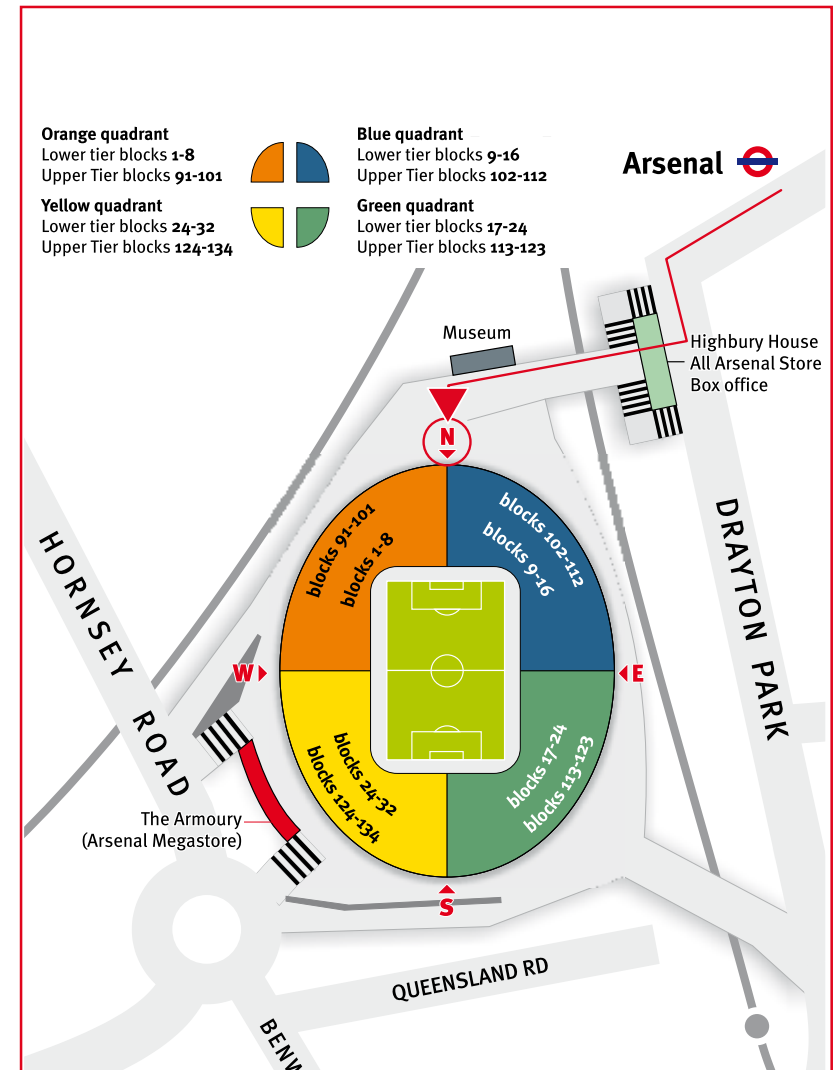 Orange quadrant
Lower tier blocks 1-8
Upper Tier blocks 91-101
Blue quadrant
Lower tier blocks 9-16
Upper Tier blocks 102-112
Yellow quadrant
Lower tier blocks 24-32
Upper Tier blocks 124-134
Green quadrant
Lower tier blocks 17-24
Upper Tier blocks 113-123
Arsenal
Museum
Highbury House
All Arsenal Store
Box office
N
blocks 91-101
blocks 1-8
blocks 102-112
blocks 9-16
HORNSEY ROAD
DRAYTON PARK
W
E
blocks 24-32
blocks 124-134
blocks 17-24
blocks 113-123
The Armoury
(Arsenal Megastore)
S
QUEENSLAND RD